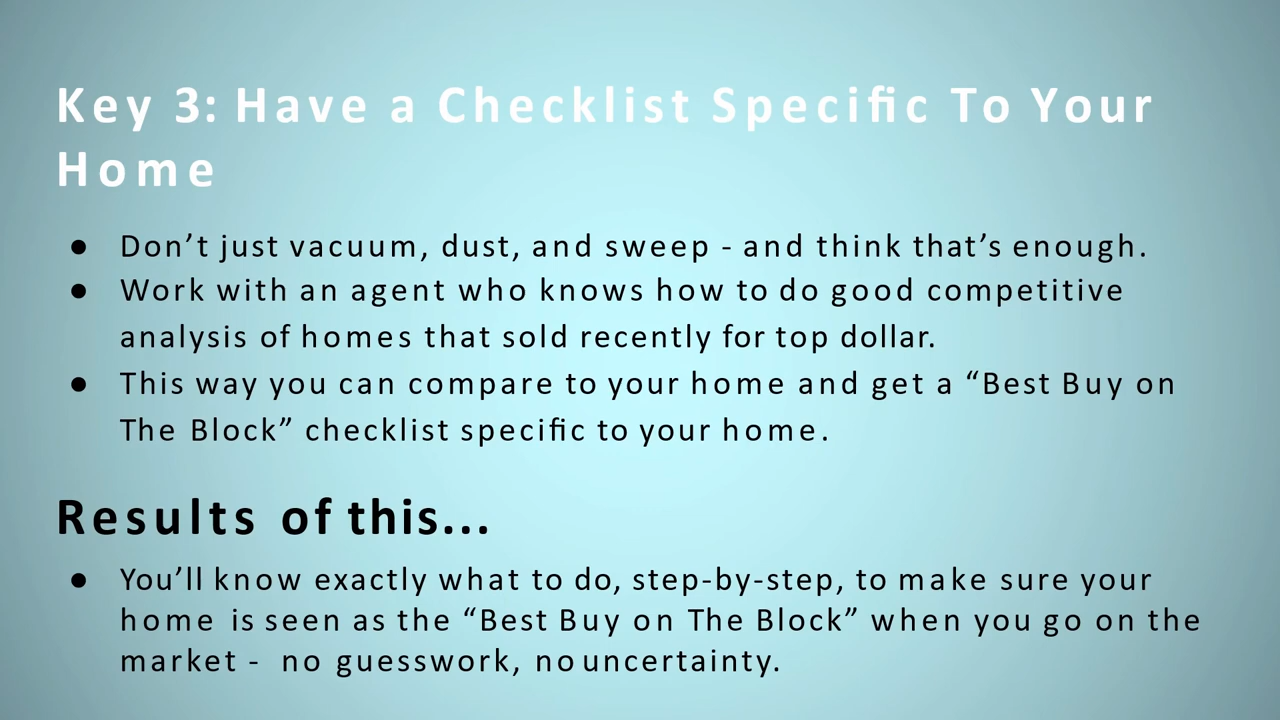 Key 3: Have a Checklist Specific To Your
Home
● Don’t just vacuum, dust, and sweep - and think that’s enough.
● Work with an agent who knows how to do good competitive
analysis of homes that sold recently for top dollar.
● This way you can compare to your home and get a “Best Buy on
The Block” checklist specific to your home.
Results of this...
● You’ll know exactly what to do, step-by-step, to make sure your
home is seen as the “Best Buy on The Block” when you go on the
market - no guesswork, no uncertainty.